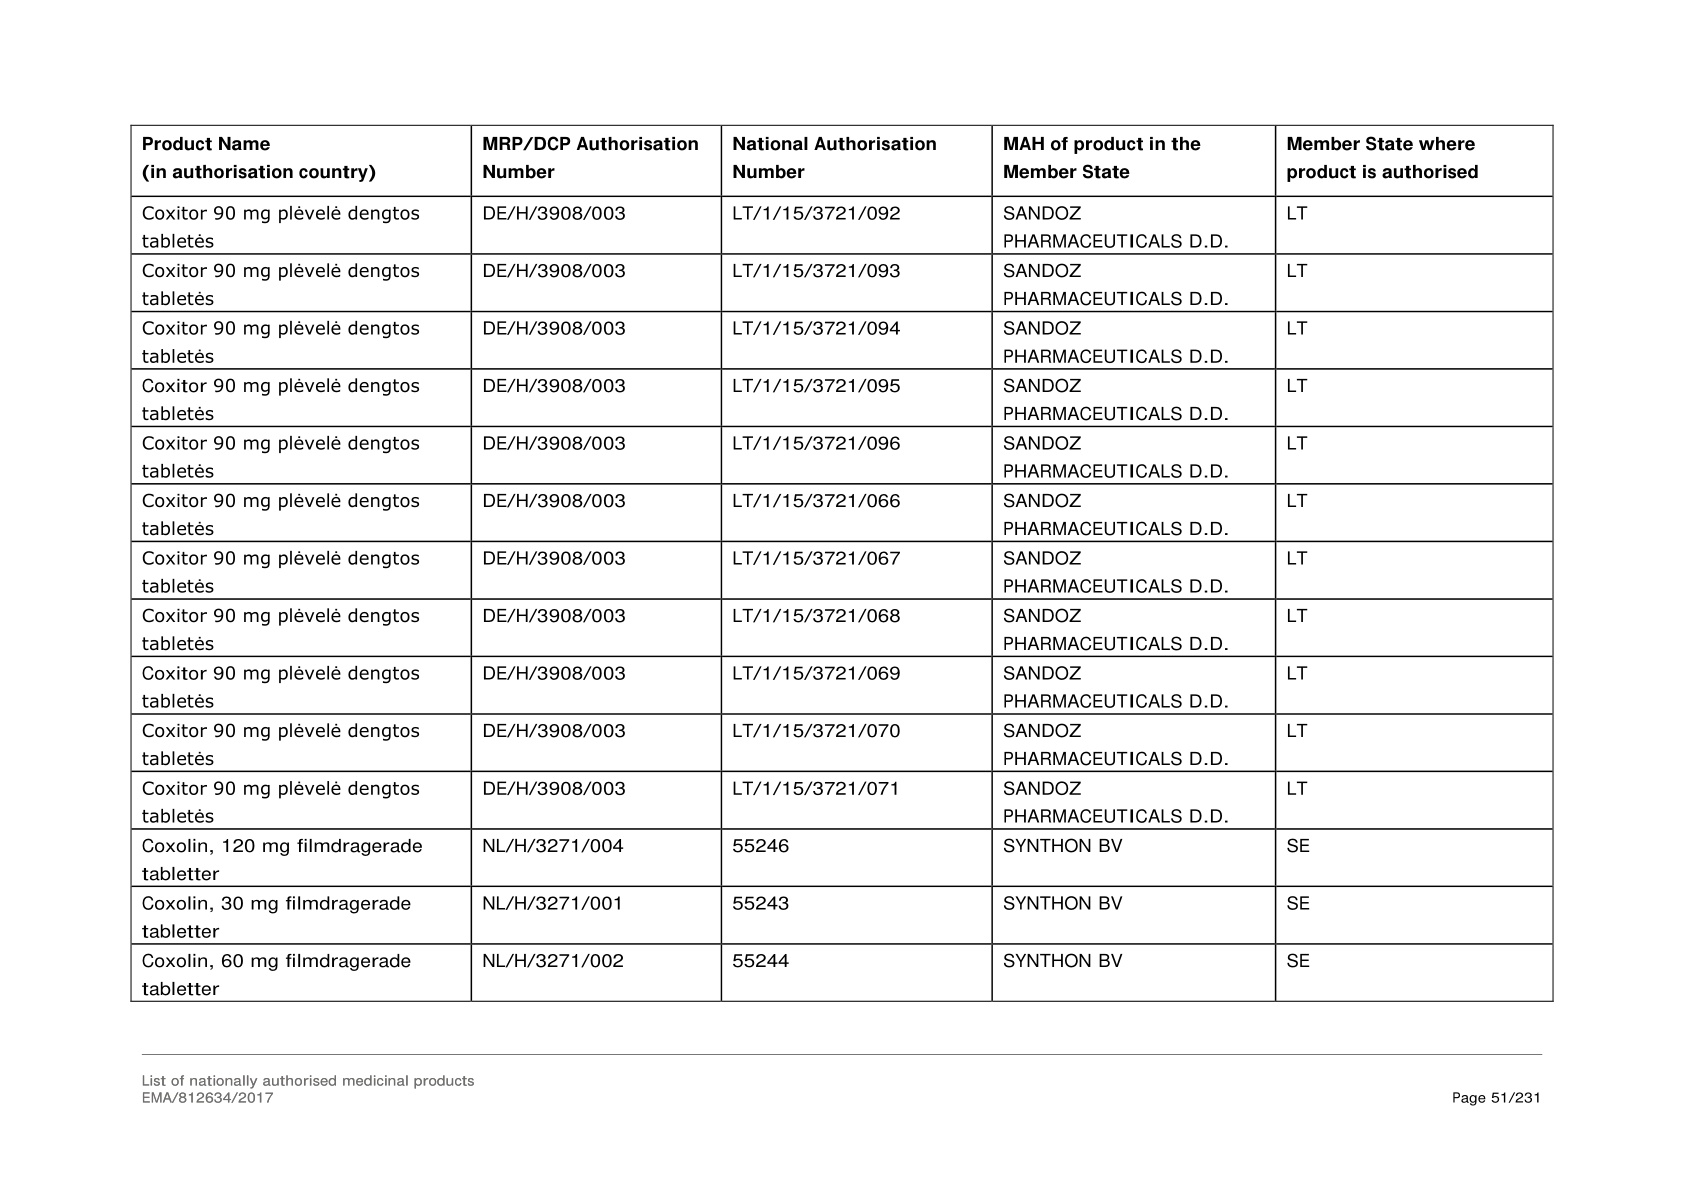 Product Name
(in authorisation country)
MRP/DCP Authorisation
Number
National Authorisation
Number
MAH of product in the
Member State
Member State where
product is authorised
Coxitor 90 mg plėvelė dengtos
tabletės
DE/H/3908/003
LT/1/15/3721/092
SANDOZ
PHARMACEUTICALS D.D.
LT
Coxitor 90 mg plėvelė dengtos
tabletės
DE/H/3908/003
LT/1/15/3721/093
SANDOZ
PHARMACEUTICALS D.D.
LT
Coxitor 90 mg plėvelė dengtos
tabletės
DE/H/3908/003
LT/1/15/3721/094
SANDOZ
PHARMACEUTICALS D.D.
LT
Coxitor 90 mg plėvelė dengtos
tabletės
DE/H/3908/003
LT/1/15/3721/095
SANDOZ
PHARMACEUTICALS D.D.
LT
Coxitor 90 mg plėvelė dengtos
tabletės
DE/H/3908/003
LT/1/15/3721/096
SANDOZ
PHARMACEUTICALS D.D.
LT
Coxitor 90 mg plėvelė dengtos
tabletės
DE/H/3908/003
LT/1/15/3721/066
SANDOZ
PHARMACEUTICALS D.D.
LT
Coxitor 90 mg plėvelė dengtos
tabletės
DE/H/3908/003
LT/1/15/3721/067
SANDOZ
PHARMACEUTICALS D.D.
LT
Coxitor 90 mg plėvelė dengtos
tabletės
DE/H/3908/003
LT/1/15/3721/068
SANDOZ
PHARMACEUTICALS D.D.
LT
Coxitor 90 mg plėvelė dengtos
tabletės
DE/H/3908/003
LT/1/15/3721/069
SANDOZ
PHARMACEUTICALS D.D.
LT
Coxitor 90 mg plėvelė dengtos
tabletės
DE/H/3908/003
LT/1/15/3721/070
SANDOZ
PHARMACEUTICALS D.D.
LT
Coxitor 90 mg plėvelė dengtos
tabletės
DE/H/3908/003
LT/1/15/3721/071
SANDOZ
PHARMACEUTICALS D.D.
LT
Coxolin, 120 mg filmdragerade
tabletter
NL/H/3271/004
55246
SYNTHON BV
SE
Coxolin, 30 mg filmdragerade
tabletter
NL/H/3271/001
55243
SYNTHON BV
SE
Coxolin, 60 mg filmdragerade
tabletter
NL/H/3271/002
55244
SYNTHON BV
SE
List of nationally authorised medicinal products
EMA/812634/2017
Page 51/231